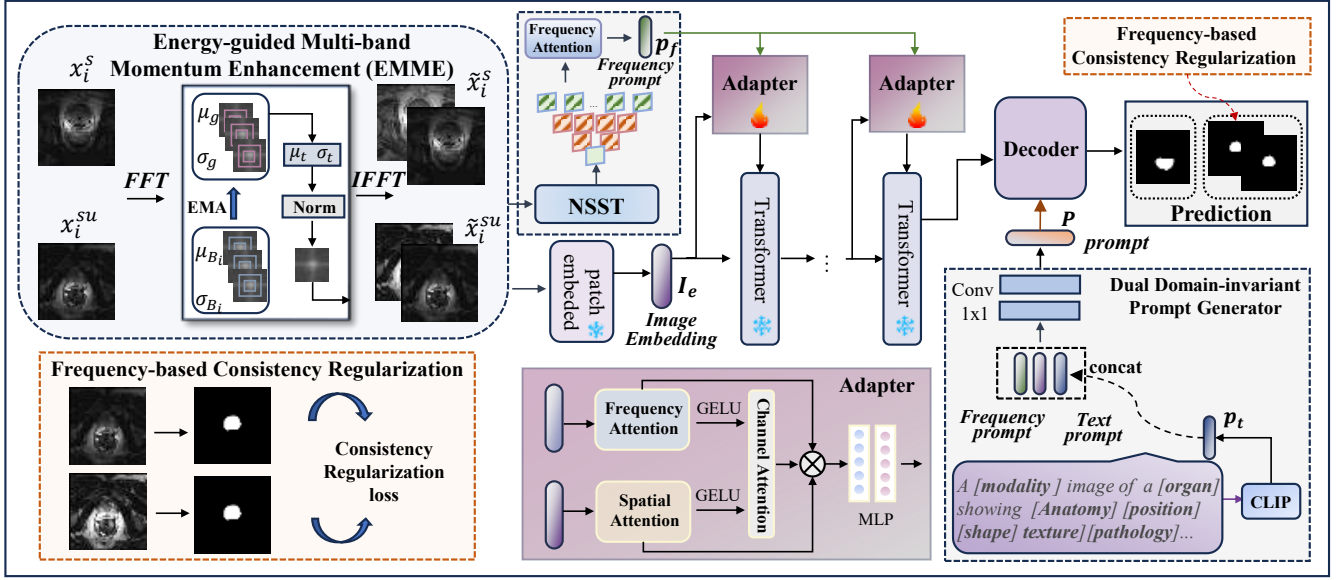 Energy-guided Multi-band
Momentum Enhancement (EMME)
x_i^s
x_i^{su}
FFT
μ_g
σ_g
EMA
μ_{B_i}
σ_{B_i}
μ_t σ_t
Norm
IFFT
x̃_i^s
x̃_i^{su}
Frequency
Attention
p_f
Frequency
prompt
...
NSST
patch
embeded
I_e
Image
Embedding
Adapter
Transformer
...
Adapter
Transformer
Decoder
Frequency-based
Consistency Regularization
Prediction
P
prompt
Dual Domain-invariant
Prompt Generator
Conv
1x1
concat
Frequency
prompt
Text
prompt
p_t
CLIP
A [modality] image of a [organ]
showing [Anatomy] [position]
[shape] texture][pathology]...
Frequency-based Consistency Regularization
Consistency
Regularization
loss
Adapter
Frequency
Attention
GELU
Spatial
Attention
GELU
Channel Attention
MLP